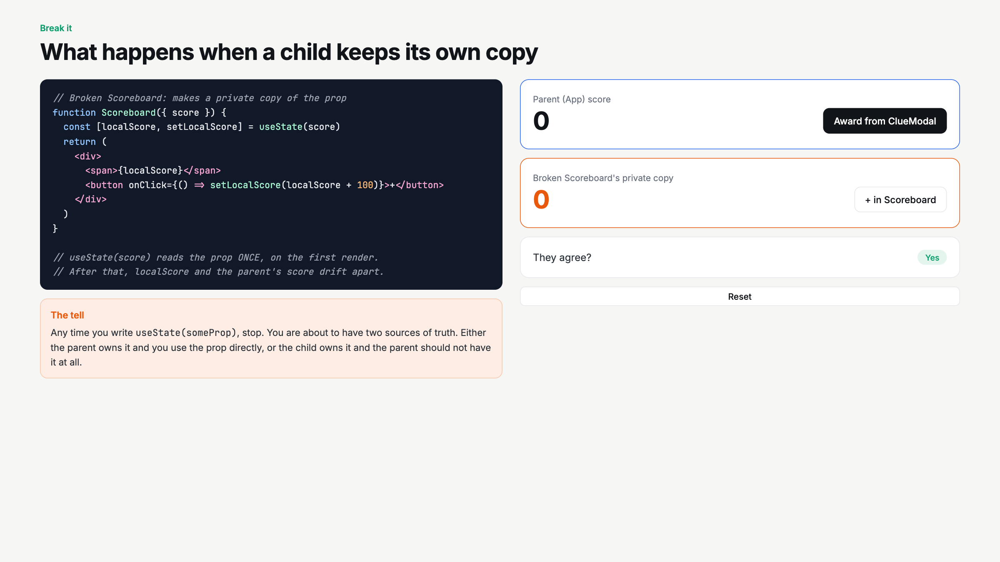 Break it
What happens when a child keeps its own copy
// Broken Scoreboard: makes a private copy of the prop
function Scoreboard({ score }) {
  const [localScore, setLocalScore] = useState(score)
  return (
    <div>
      <span>{localScore}</span>
      <button onClick={() => setLocalScore(localScore + 100)}>+</button>
    </div>
  )
}

// useState(score) reads the prop ONCE, on the first render.
// After that, localScore and the parent's score drift apart.
The tell
Any time you write useState(someProp), stop. You are about to have two sources of truth. Either
the parent owns it and you use the prop directly, or the child owns it and the parent should not have
it at all.
Parent (App) score
0
Award from ClueModal
Broken Scoreboard's private copy
0
+ in Scoreboard
They agree?
Yes
Reset